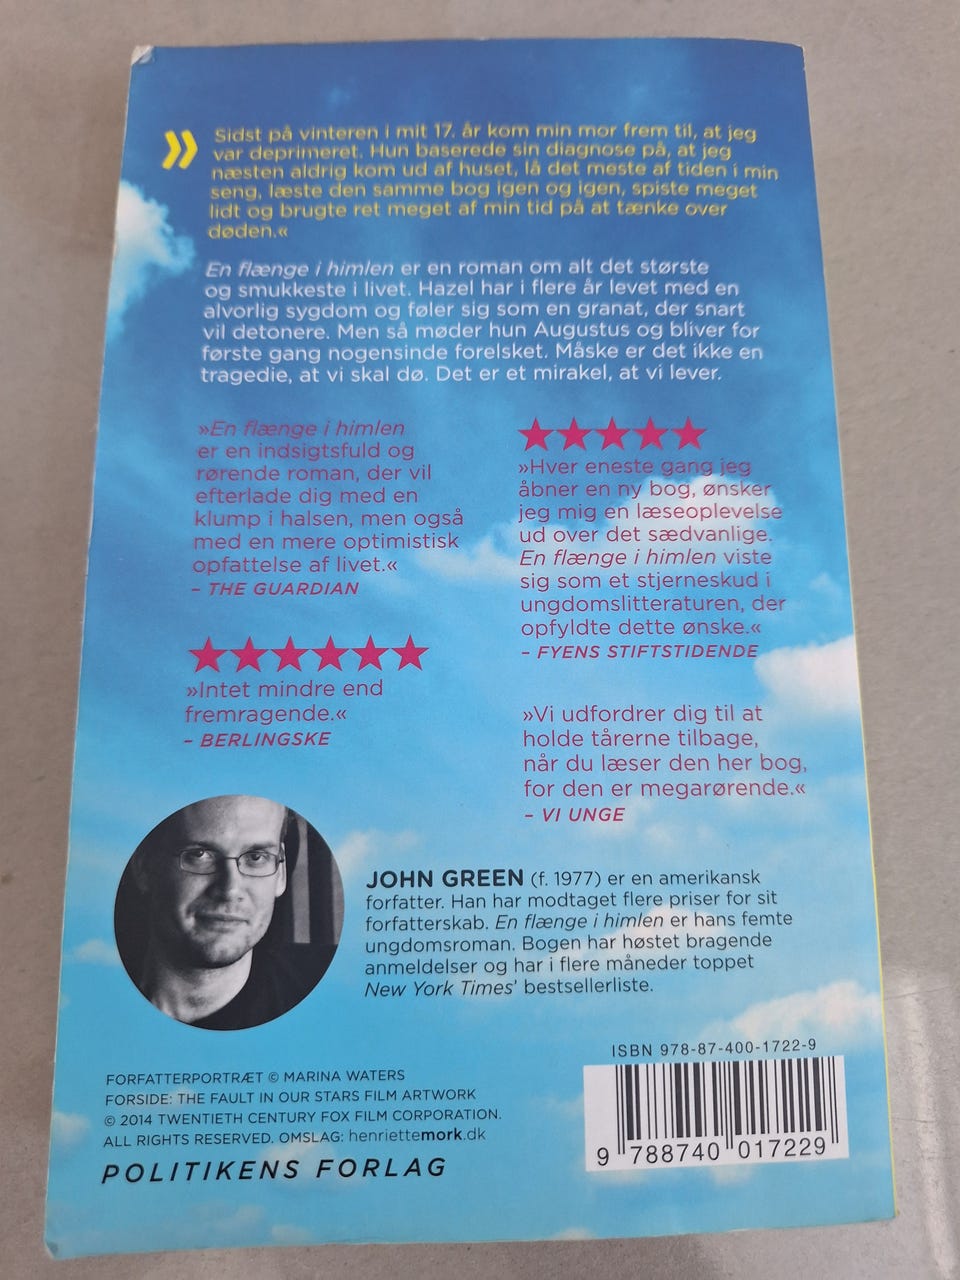 » Sidst på vinteren i mit 17. år kom min mor frem til, at jeg
var deprimeret. Hun baserede sin diagnose på, at jeg
næsten aldrig kom ud af huset, lå det meste af tiden i min
seng, læste den samme bog igen og igen, spiste meget
lidt og brugte ret meget af min tid på at tænke over
døden.«
En flænge i himlen er en roman om alt det største
og smukkeste i livet. Hazel har i flere år levet med en
alvorlig sygdom og føler sig som en granat, der snart
vil detonere. Men så møder hun Augustus og bliver for
første gang nogensinde forelsket. Måske er det ikke en
tragedie, at vi skal dø. Det er et mirakel, at vi lever.
»En flænge i himlen
er en indsigtsfuld og
rørende roman, der vil
efterlade dig med en
klump i halsen, men også
med en mere optimistisk
opfattelse af livet.«
– THE GUARDIAN
★★★★★★
»Intet mindre end
fremragende.«
– BERLINGSKE
★★★★★
»Hver eneste gang jeg
åbner en ny bog, ønsker
jeg mig en læseoplevelse
ud over det sædvanlige.
En flænge i himlen viste
sig som et stjerneskud i
ungdomslitteraturen, der
opfyldte dette ønske.«
– FYENS STIFTSTIDENDE
»Vi udfordrer dig til at
holde tårerne tilbage,
når du læser den her bog,
for den er megarørende.«
– VI UNGE
JOHN GREEN (f. 1977) er en amerikansk
forfatter. Han har modtaget flere priser for sit
forfatterskab. En flænge i himlen er hans femte
ungdomsroman. Bogen har høstet bragende
anmeldelser og har i flere måneder toppet
New York Times' bestsellerliste.
FORFATTERPORTRÆT © MARINA WATERS
FORSIDE: THE FAULT IN OUR STARS FILM ARTWORK
© 2014 TWENTIETH CENTURY FOX FILM CORPORATION.
ALL RIGHTS RESERVED. OMSLAG: henriettemork.dk
POLITIKENS FORLAG
ISBN 978-87-400-1722-9
9 788740 017229